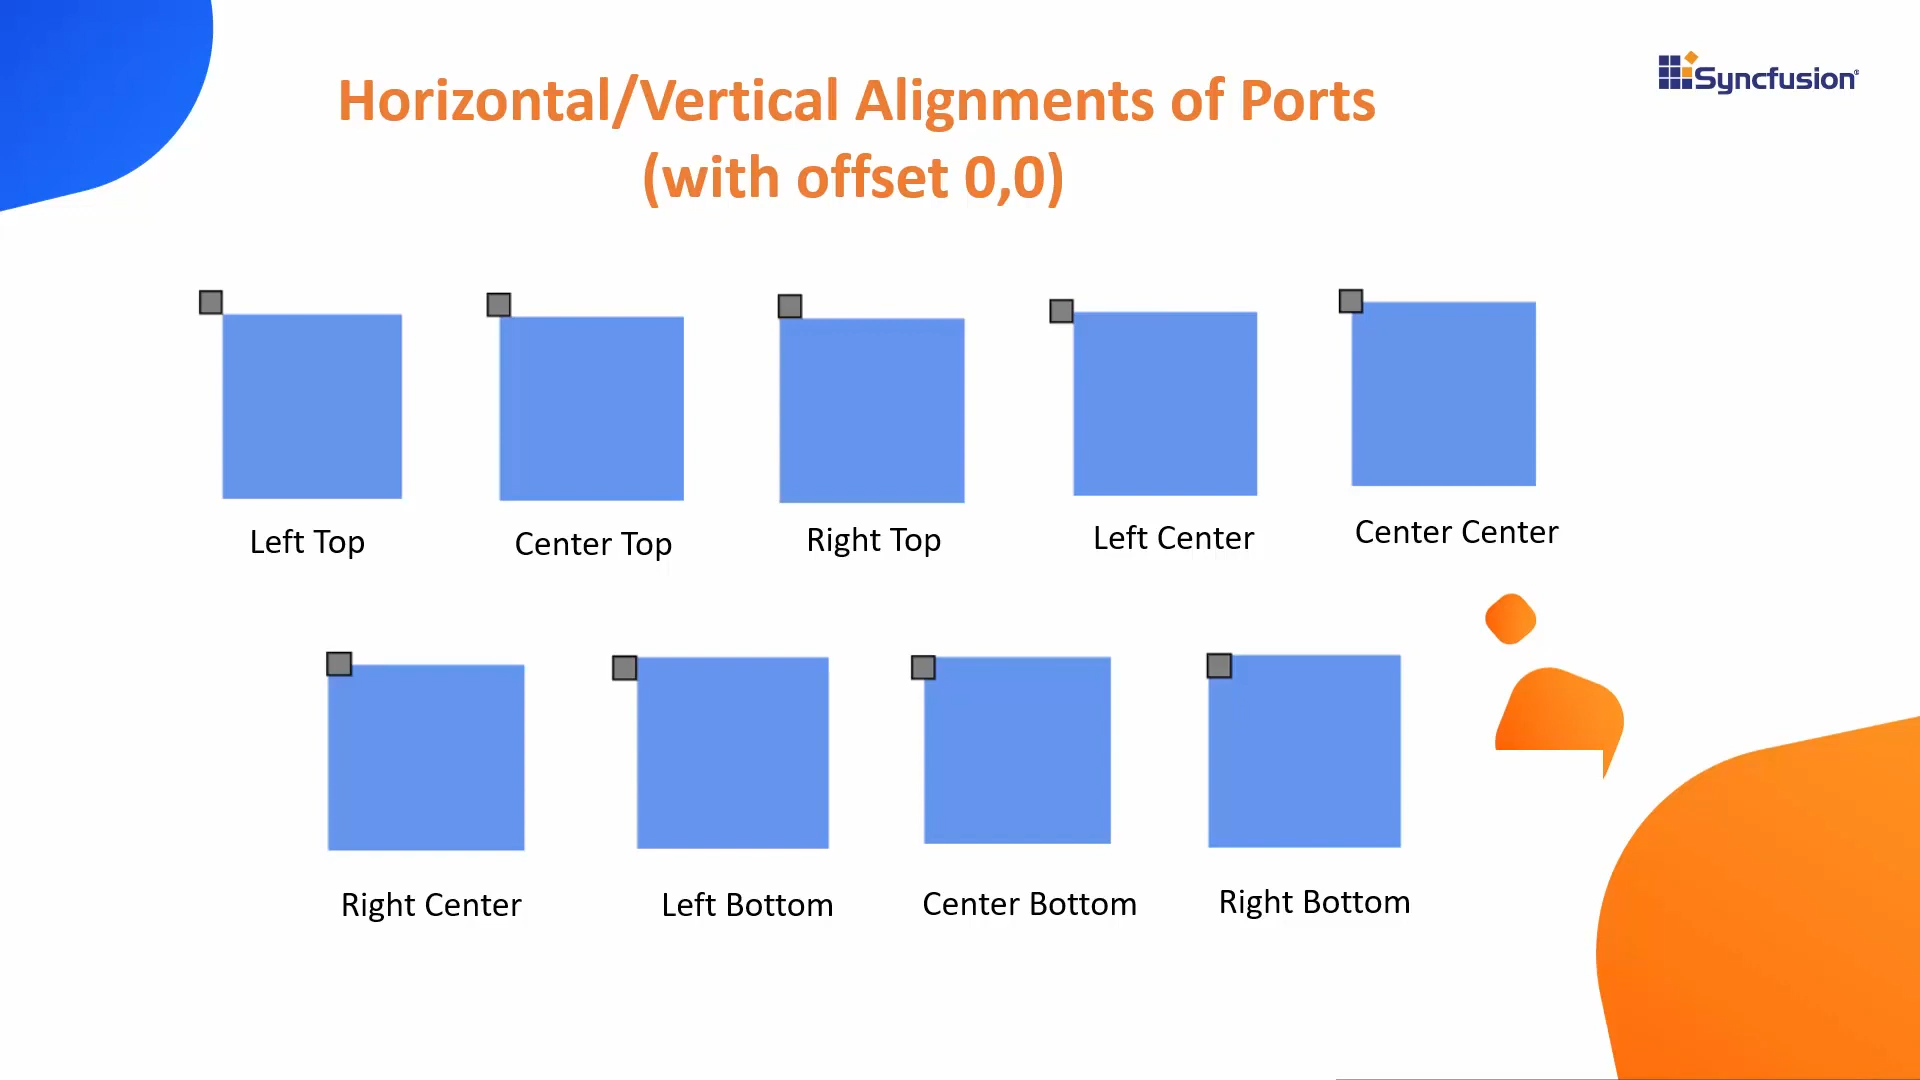 Syncfusion®
Horizontal/Vertical Alignments of Ports
(with offset 0,0)
Left Top
Center Top
Right Top
Left Center
Center Center
Right Center
Left Bottom
Center Bottom
Right Bottom